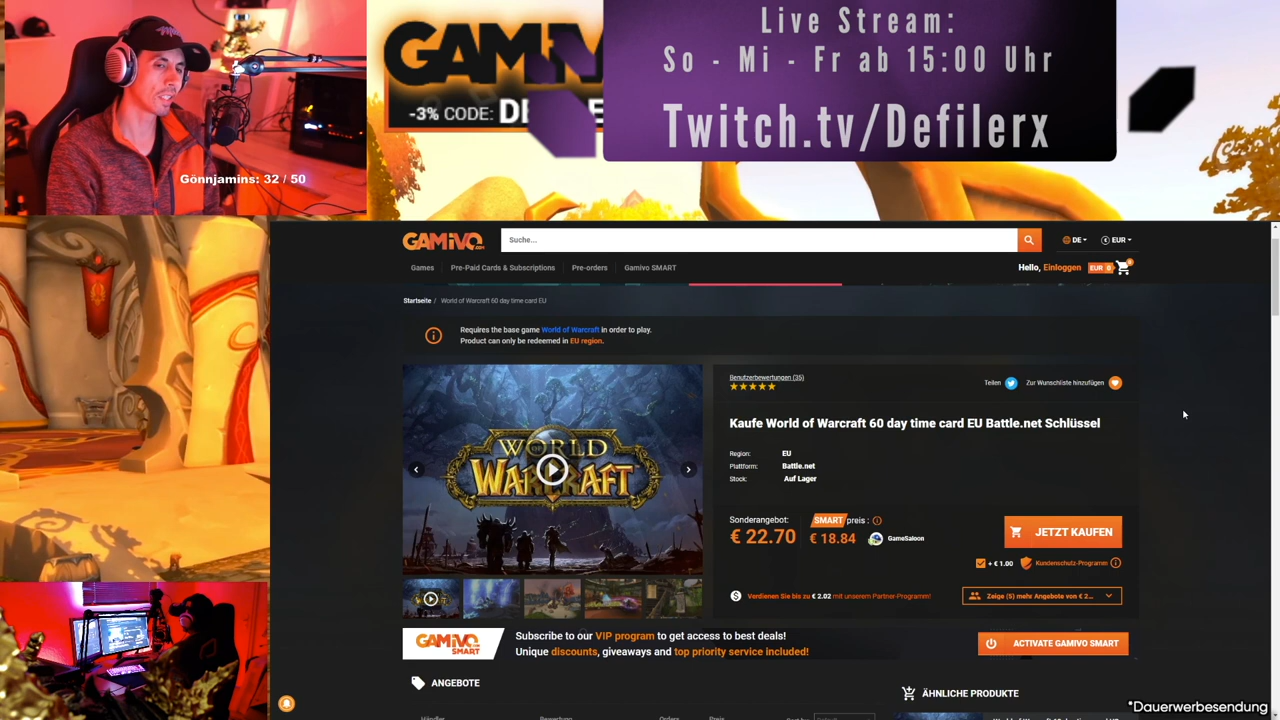 Live Stream:
So - Mi - Fr ab 15:00 Uhr
Twitch.tv/Defilerx
-3% CODE:
Gönnjamins: 32 / 50
GAMIVO.COM
Suche...
DE
EUR
Games
Pre-Paid Cards & Subscriptions
Pre-orders
Gamivo SMART
Hello, Einloggen
EUR 0
0
Startseite / World of Warcraft 60 day time card EU
Requires the base game World of Warcraft in order to play.
Product can only be redeemed in EU region.
WORLD
OF
WARCRAFT
Benutzerbewertungen (35)
Teilen
Zur Wunschliste hinzufügen
Kaufe World of Warcraft 60 day time card EU Battle.net Schlüssel
Region: EU
Plattform: Battle.net
Stock: Auf Lager
Sonderangebot:
€ 22.70
SMART preis :
€ 18.84
GameSaloon
JETZT KAUFEN
+ € 1.00 Kundenschutz-Programm
Verdienen Sie bis zu € 2.02 mit unserem Partner-Programm!
Zeige (5) mehr Angebote von € 2...
GAMIVO.COM
SMART
Subscribe to our VIP program to get access to best deals!
Unique discounts, giveaways and top priority service included!
ACTIVATE GAMIVO SMART
ANGEBOTE
ÄHNLICHE PRODUKTE
Händler
Bewertung
Orders
Preis
*Dauerwerbesendung